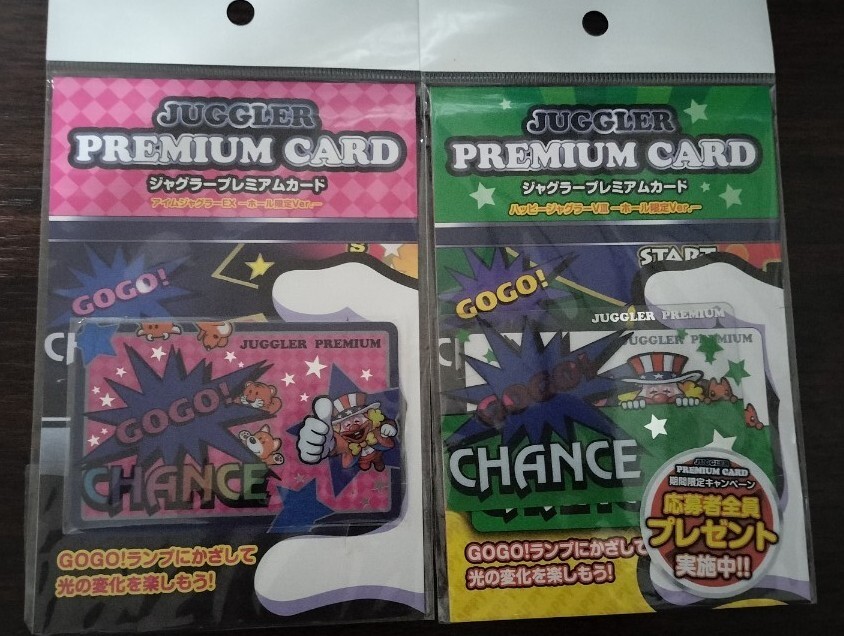 JUGGLER
PREMIUM CARD
ジャグラープレミアムカード
アイムジャグラーEX ーホール限定Ver.ー
GOGO!
S
CH
JUGGLER PREMIUM
GOGO!
CHANCE
GOGO!ランプにかざして
光の変化を楽しもう!
JUGGLER
PREMIUM CARD
ジャグラープレミアムカード
ハッピージャグラーVⅢ ーホール限定Ver.ー
START
GOGO!
JUGGLER PREMIUM
JUGGLER PREMIUM
GOGO!
CHANCE
GOGO!ランプにかざして
光の変化を楽しもう!
JUGGLER
PREMIUM CARD
期間限定キャンペーン
応募者全員
プレゼント
実施中!!